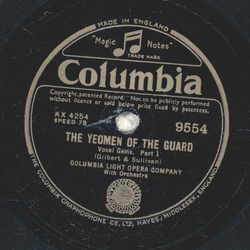 MADE IN ENGLAND
"Magic Notes"
TRADE MARK
Columbia
Copyright, patented Record. Not to be publicly performed
without licence or sold below price fixed by patentees.
AX 4254
SPEED 78
9554
THE YEOMEN OF THE GUARD
Vocal Gems. Part 1
(Gilbert & Sullivan)
COLUMBIA LIGHT OPERA COMPANY
With Orchestra
THE COLUMBIA GRAPHOPHONE CO. LTD., HAYES, MIDDLESEX, ENGLAND.